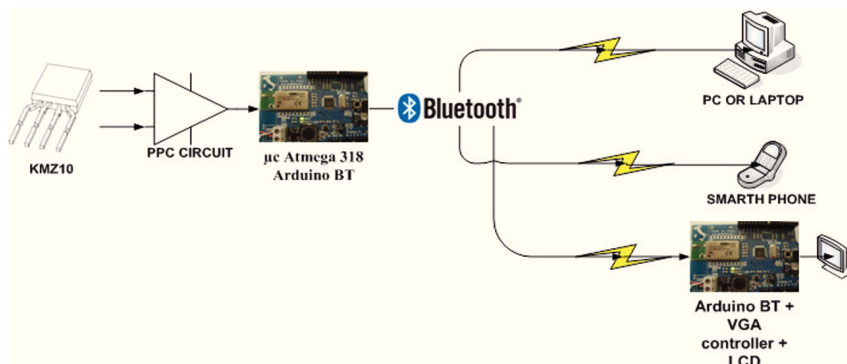 KMZ10
PPC CIRCUIT
µc Atmega 318
Arduino BT
Bluetooth®
PC OR LAPTOP
SMARTH PHONE
Arduino BT +
VGA
controller +
LCD